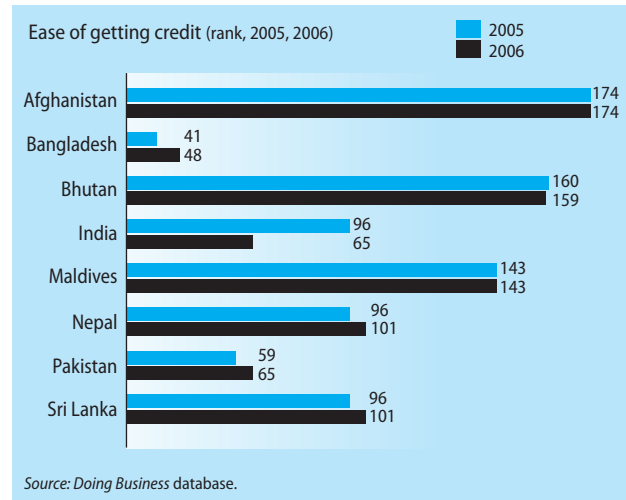 Ease of getting credit (rank, 2005, 2006)
2005
2006
Afghanistan
174
174
Bangladesh
41
48
Bhutan
160
159
India
96
65
Maldives
143
143
Nepal
96
101
Pakistan
59
65
Sri Lanka
96
101
Source: Doing Business database.